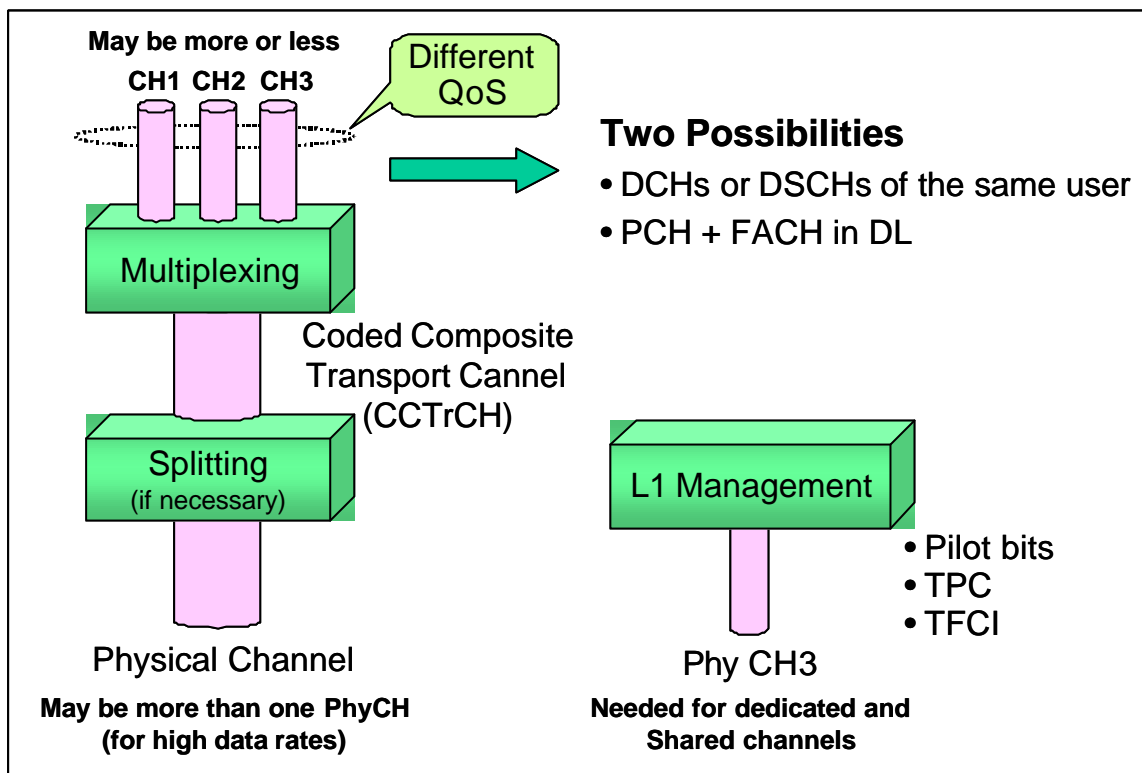 May be more or less
CH1 CH2 CH3
Different
QoS
Two Possibilities
• DCHs or DSCHs of the same user
• PCH + FACH in DL
Multiplexing
Coded Composite
Transport Cannel
(CCTrCH)
Splitting
(if necessary)
Physical Channel
May be more than one PhyCH
(for high data rates)
L1 Management
• Pilot bits
• TPC
• TFCI
Phy CH3
Needed for dedicated and
Shared channels